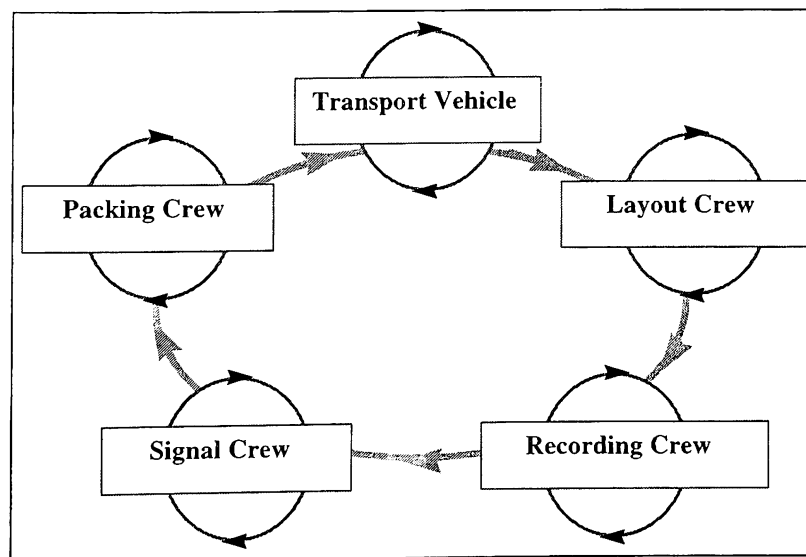 Transport Vehicle
Packing Crew
Layout Crew
Signal Crew
Recording Crew